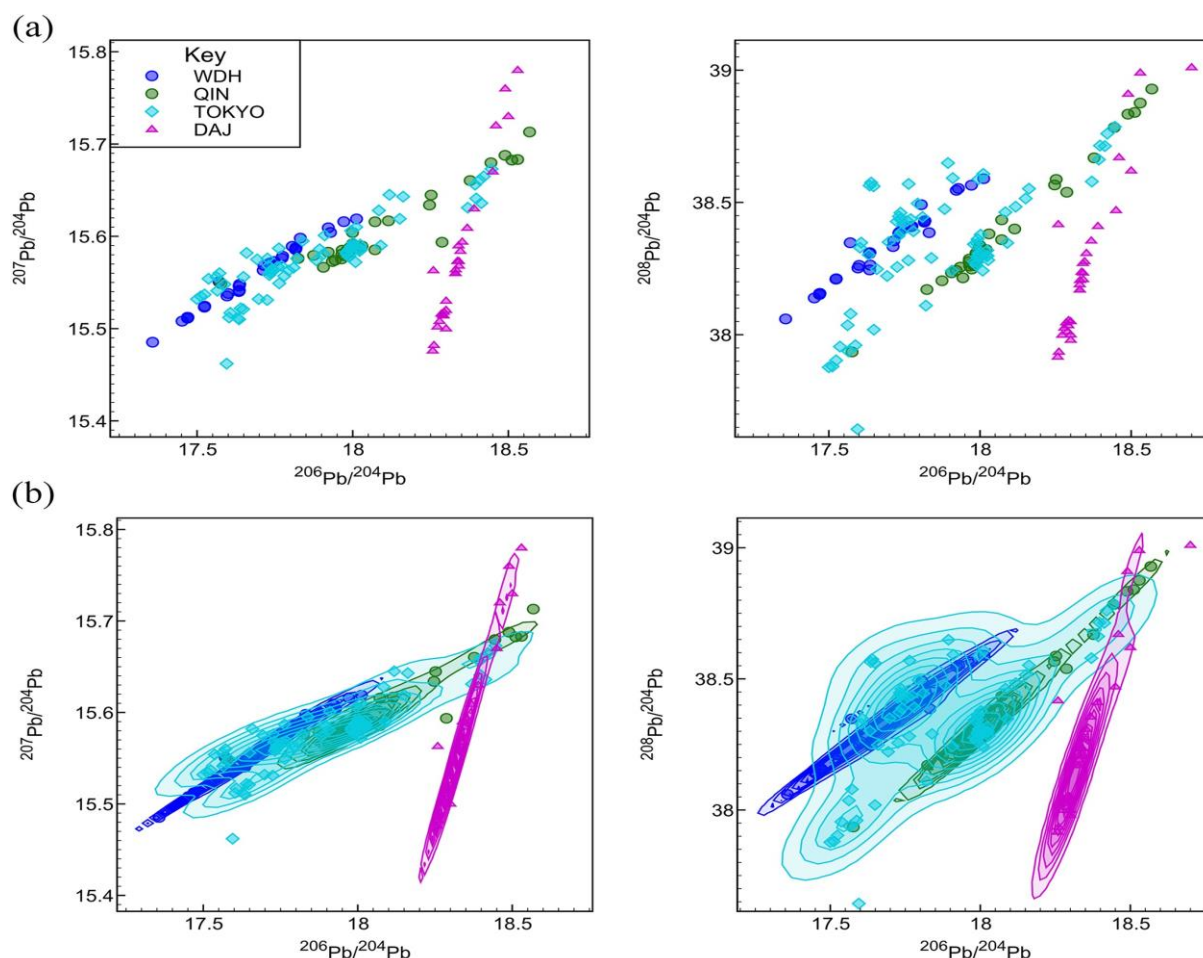 (a)
Key
WDH
QIN
TOKYO
DAJ
15.8
15.7
15.6
15.5
15.4
²⁰⁷Pb/²⁰⁴Pb
17.5 18 18.5
²⁰⁶Pb/²⁰⁴Pb
39
38.5
38
²⁰⁸Pb/²⁰⁴Pb
17.5 18 18.5
²⁰⁶Pb/²⁰⁴Pb
(b)
15.8
15.7
15.6
15.5
15.4
²⁰⁷Pb/²⁰⁴Pb
17.5 18 18.5
²⁰⁶Pb/²⁰⁴Pb
39
38.5
38
²⁰⁸Pb/²⁰⁴Pb
17.5 18 18.5
²⁰⁶Pb/²⁰⁴Pb